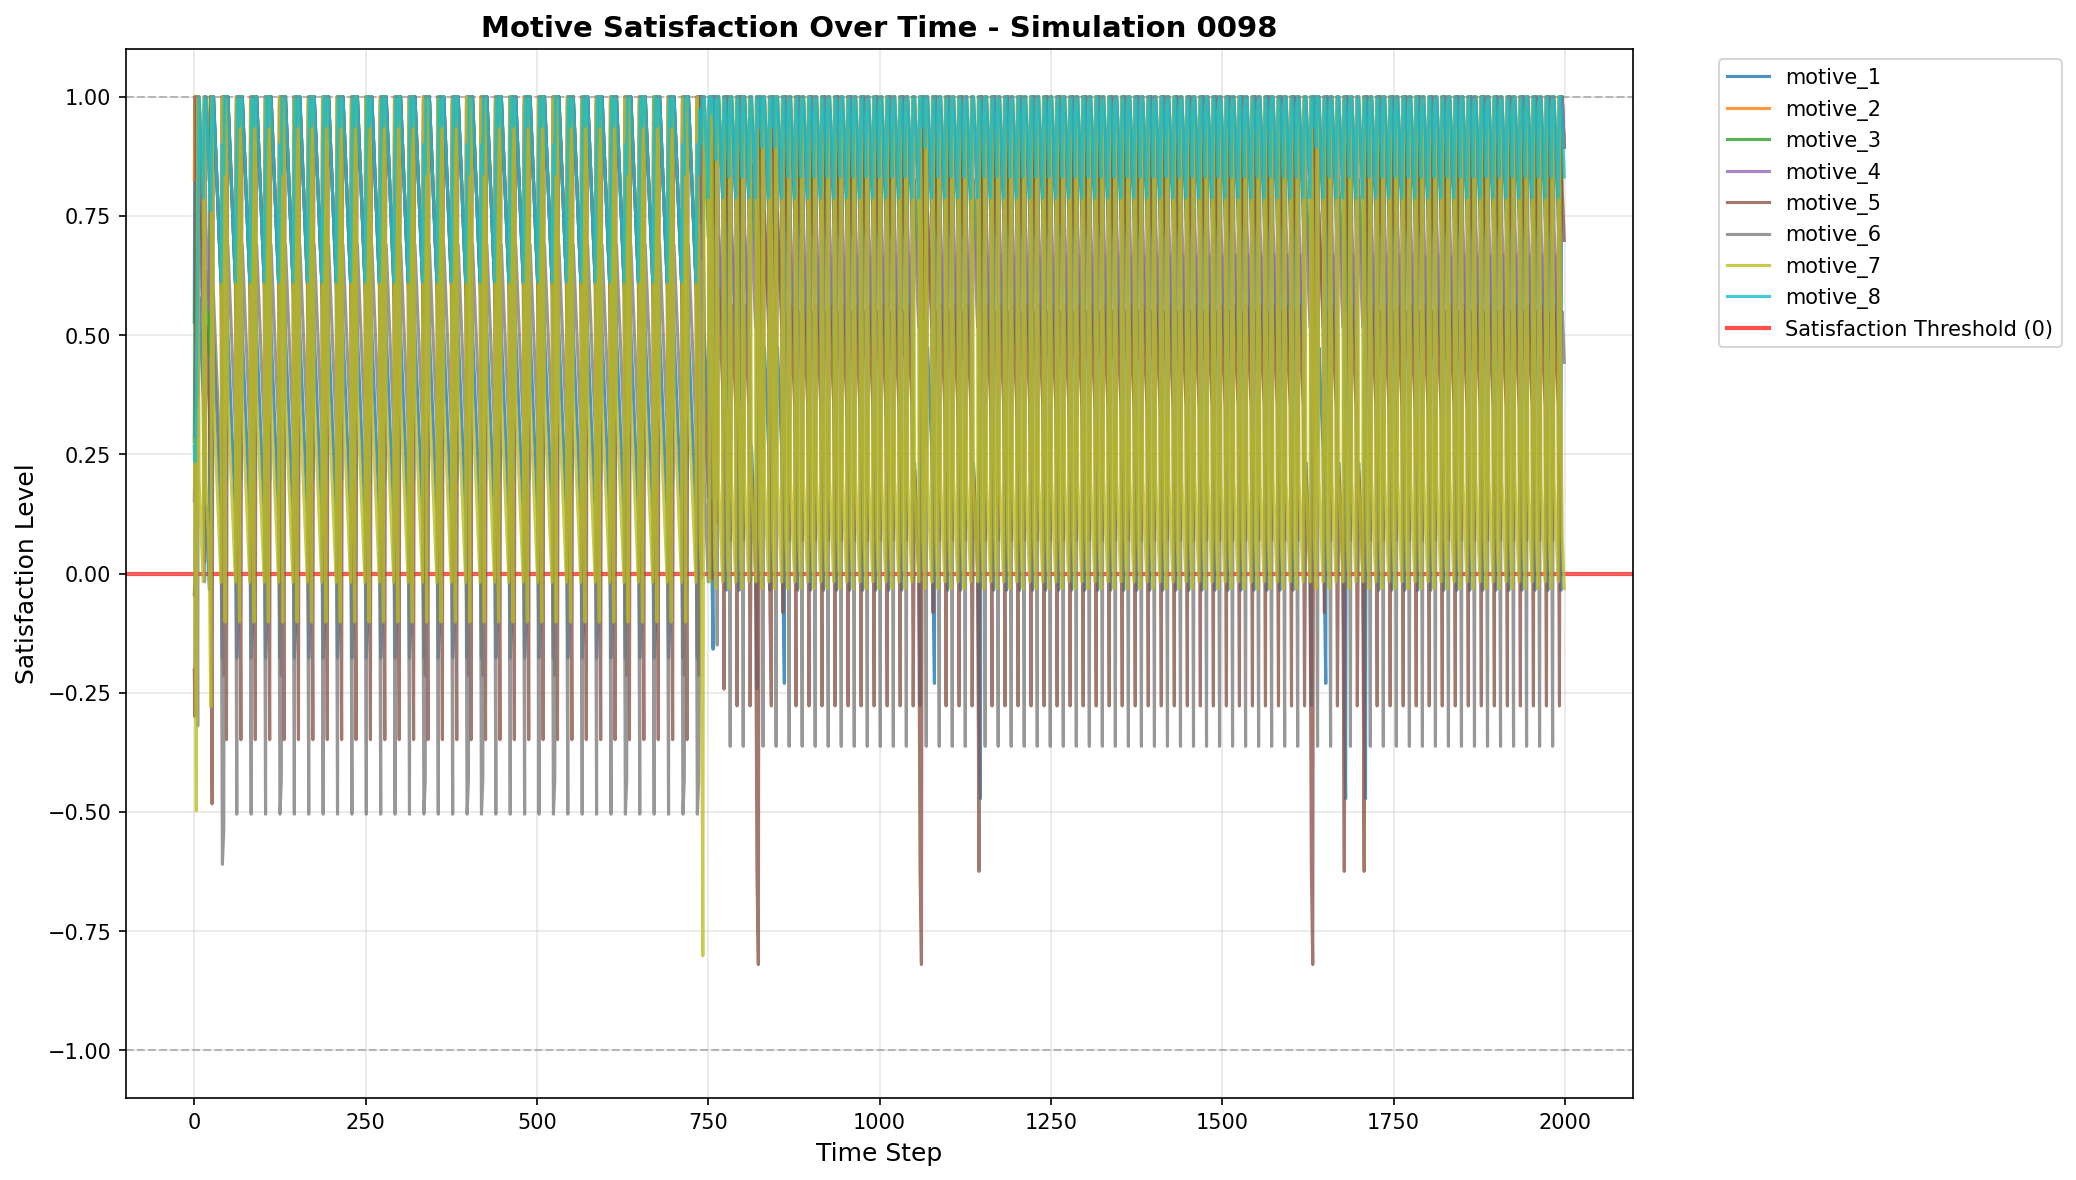 Motive Satisfaction Over Time - Simulation 0098
1.00
0.75
0.50
0.25
0.00
−0.25
−0.50
−0.75
−1.00
Satisfaction Level
0 250 500 750 1000 1250 1500 1750 2000
Time Step
motive_1
motive_2
motive_3
motive_4
motive_5
motive_6
motive_7
motive_8
Satisfaction Threshold (0)